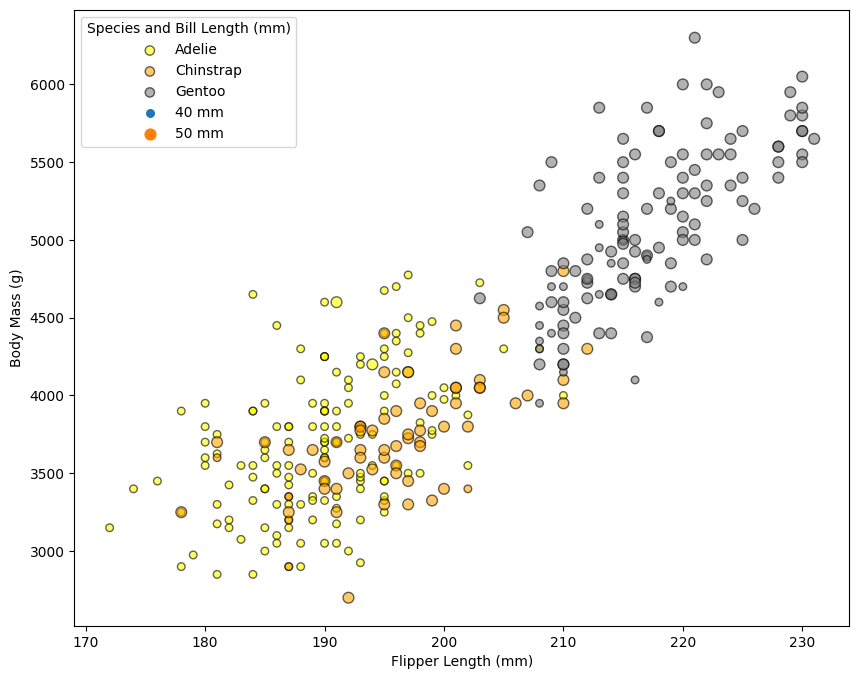 Species and Bill Length (mm)
Adelie
Chinstrap
Gentoo
40 mm
50 mm
6000
5500
5000
4500
4000
3500
3000
Body Mass (g)
170 180 190 200 210 220 230
Flipper Length (mm)